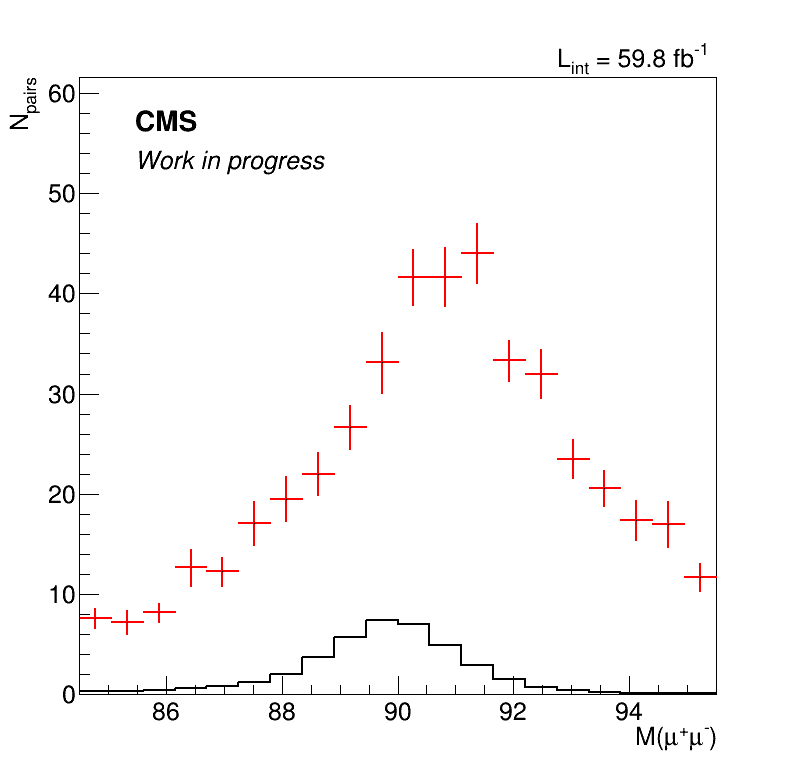 L_int = 59.8 fb^-1
N_pairs
60
CMS
Work in progress
50
40
30
20
10
0
86 88 90 92 94
M(μ⁺μ⁻)